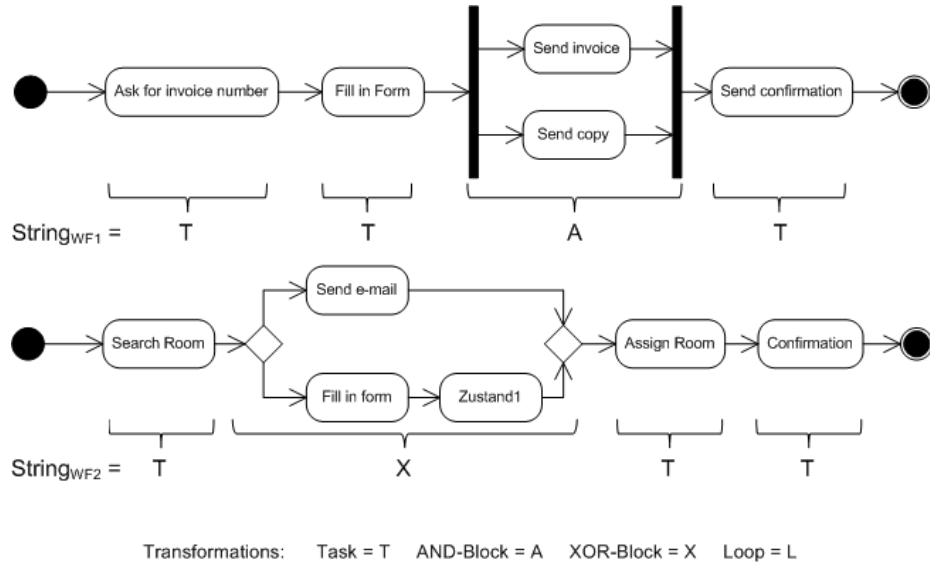 Send invoice
Ask for invoice number Fill in Form Send confirmation
Send copy
StringWF1 = T T A T
Send e-mail
Search Room Assign Room Confirmation
Fill in form Zustand1
StringWF2 = T X T T
Transformations: Task = T AND-Block = A XOR-Block = X Loop = L